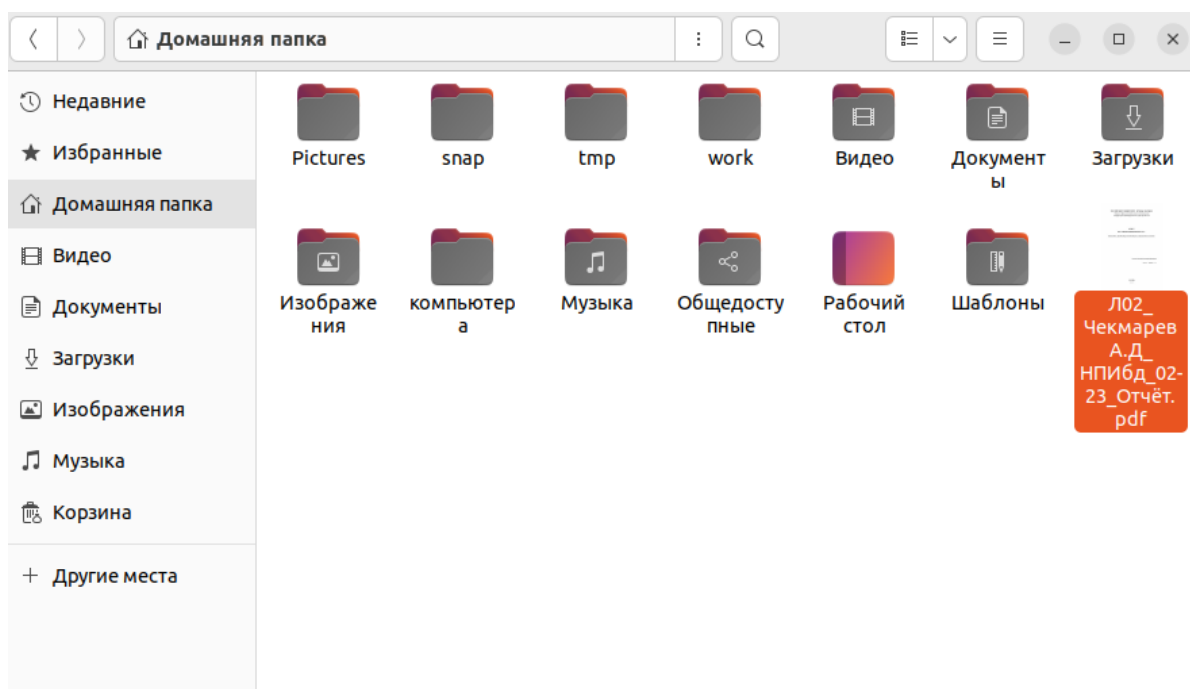 Домашняя папка
Недавние
Избранные
Домашняя папка
Видео
Документы
Загрузки
Изображения
Музыка
Корзина
Другие места
Pictures
snap
tmp
work
Видео
Документ
ы
Загрузки
Изображе
ния
компьютер
а
Музыка
Общедосту
пные
Рабочий
стол
Шаблоны
Л02_
Чекмарев
А.Д_
НПИбд_02-
23_Отчёт.
pdf